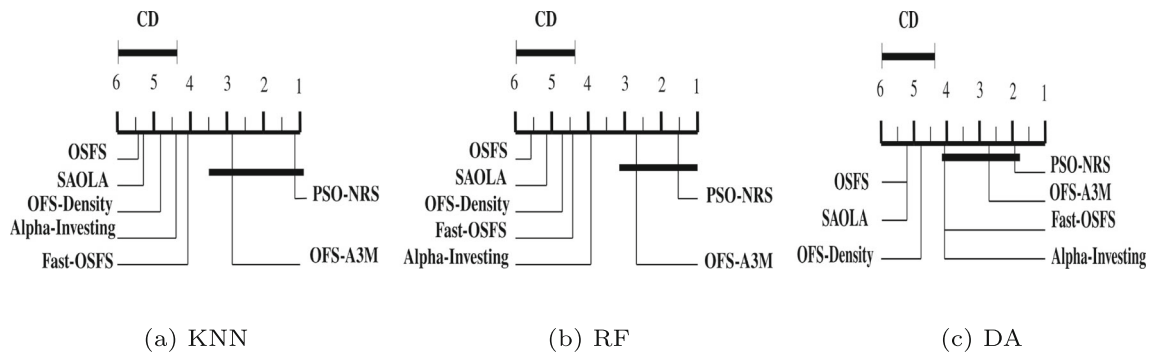 CD
6 5 4 3 2 1
OSFS
SAOLA
OFS-Density
Alpha-Investing
Fast-OSFS
PSO-NRS
OFS-A3M
(a) KNN
CD
6 5 4 3 2 1
OSFS
SAOLA
OFS-Density
Fast-OSFS
Alpha-Investing
PSO-NRS
OFS-A3M
(b) RF
CD
6 5 4 3 2 1
OSFS
SAOLA
OFS-Density
PSO-NRS
OFS-A3M
Fast-OSFS
Alpha-Investing
(c) DA